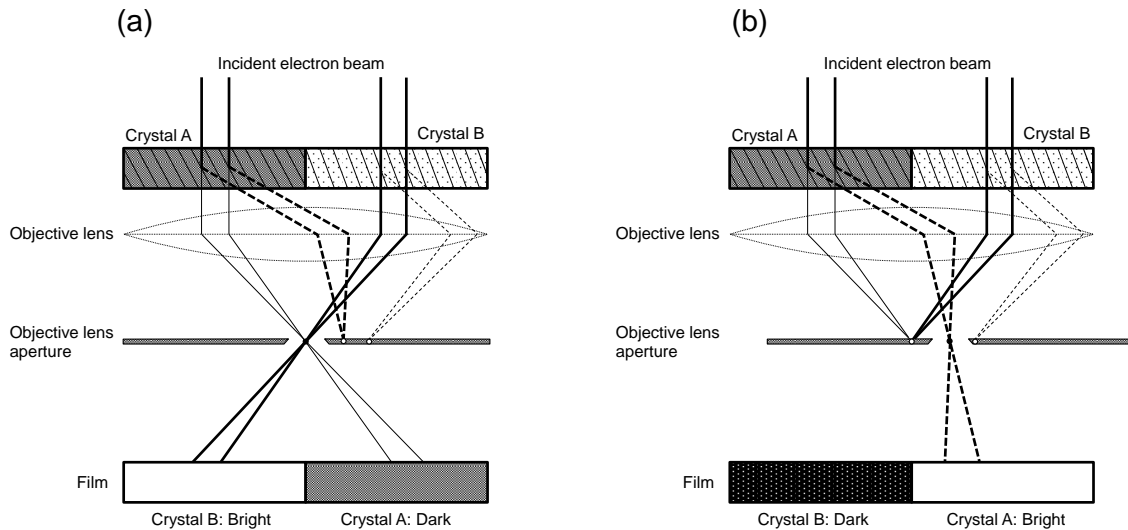 (a)
Incident electron beam
Crystal A
Crystal B
Objective lens
Objective lens
aperture
Film
Crystal B: Bright
Crystal A: Dark
(b)
Incident electron beam
Crystal A
Crystal B
Objective lens
Objective lens
aperture
Film
Crystal B: Dark
Crystal A: Bright